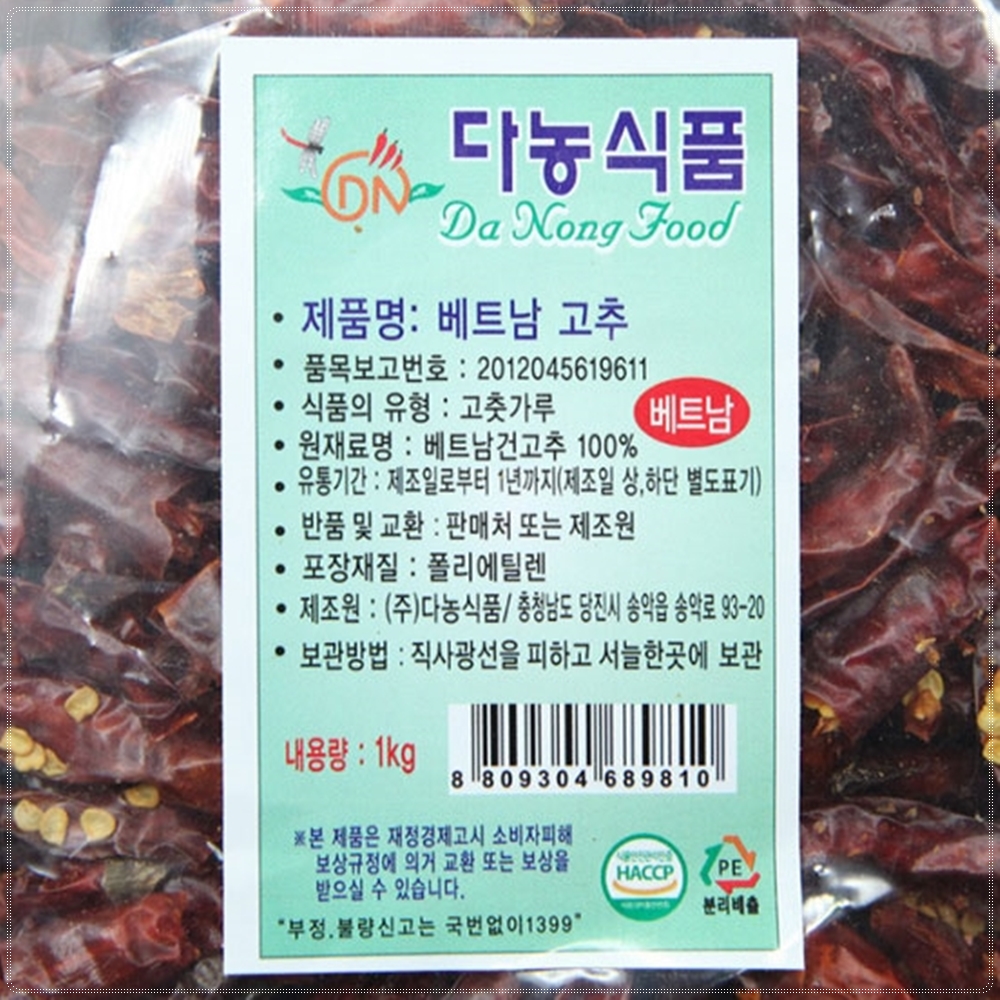 DN
다농식품
Da Nong Food
• 제품명: 베트남 고추
• 품목보고번호 : 2012045619611
• 식품의 유형 : 고춧가루
베트남
• 원재료명 : 베트남건고추 100%
• 유통기간 : 제조일로부터 1년까지(제조일 상,하단 별도표기)
• 반품 및 교환 : 판매처 또는 제조원
• 포장재질 : 폴리에틸렌
• 제조원 : (주)다농식품/ 충청남도 당진시 송악읍 송악로 93-20
• 보관방법 : 직사광선을 피하고 서늘한곳에 보관
내용량 : 1kg
8 809304 689810
※본 제품은 재정경제고시 소비자피해
보상규정에 의거 교환 또는 보상을
받으실 수 있습니다.
"부정.불량신고는 국번없이1399"
HACCP
PE
분리배출